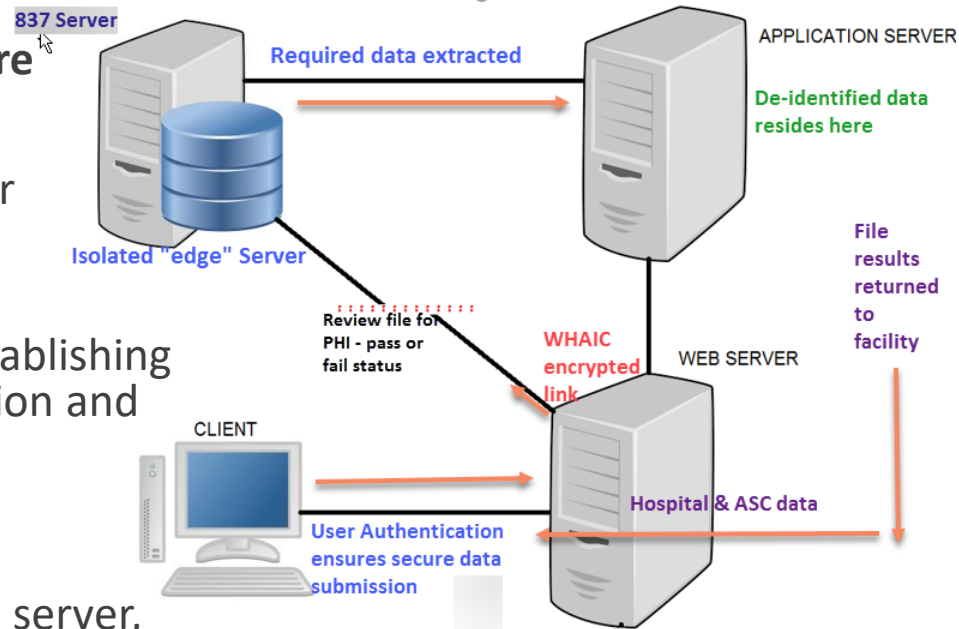 837 Server
re
r
ablishing
ion and
server.
Required data extracted
APPLICATION SERVER
De-identified data
resides here
Isolated "edge" Server
Review file for
PHI - pass or
fail status
WHAIC
encrypted
link
WEB SERVER
File
results
returned
to
facility
CLIENT
User Authentication
ensures secure data
submission
Hospital & ASC data